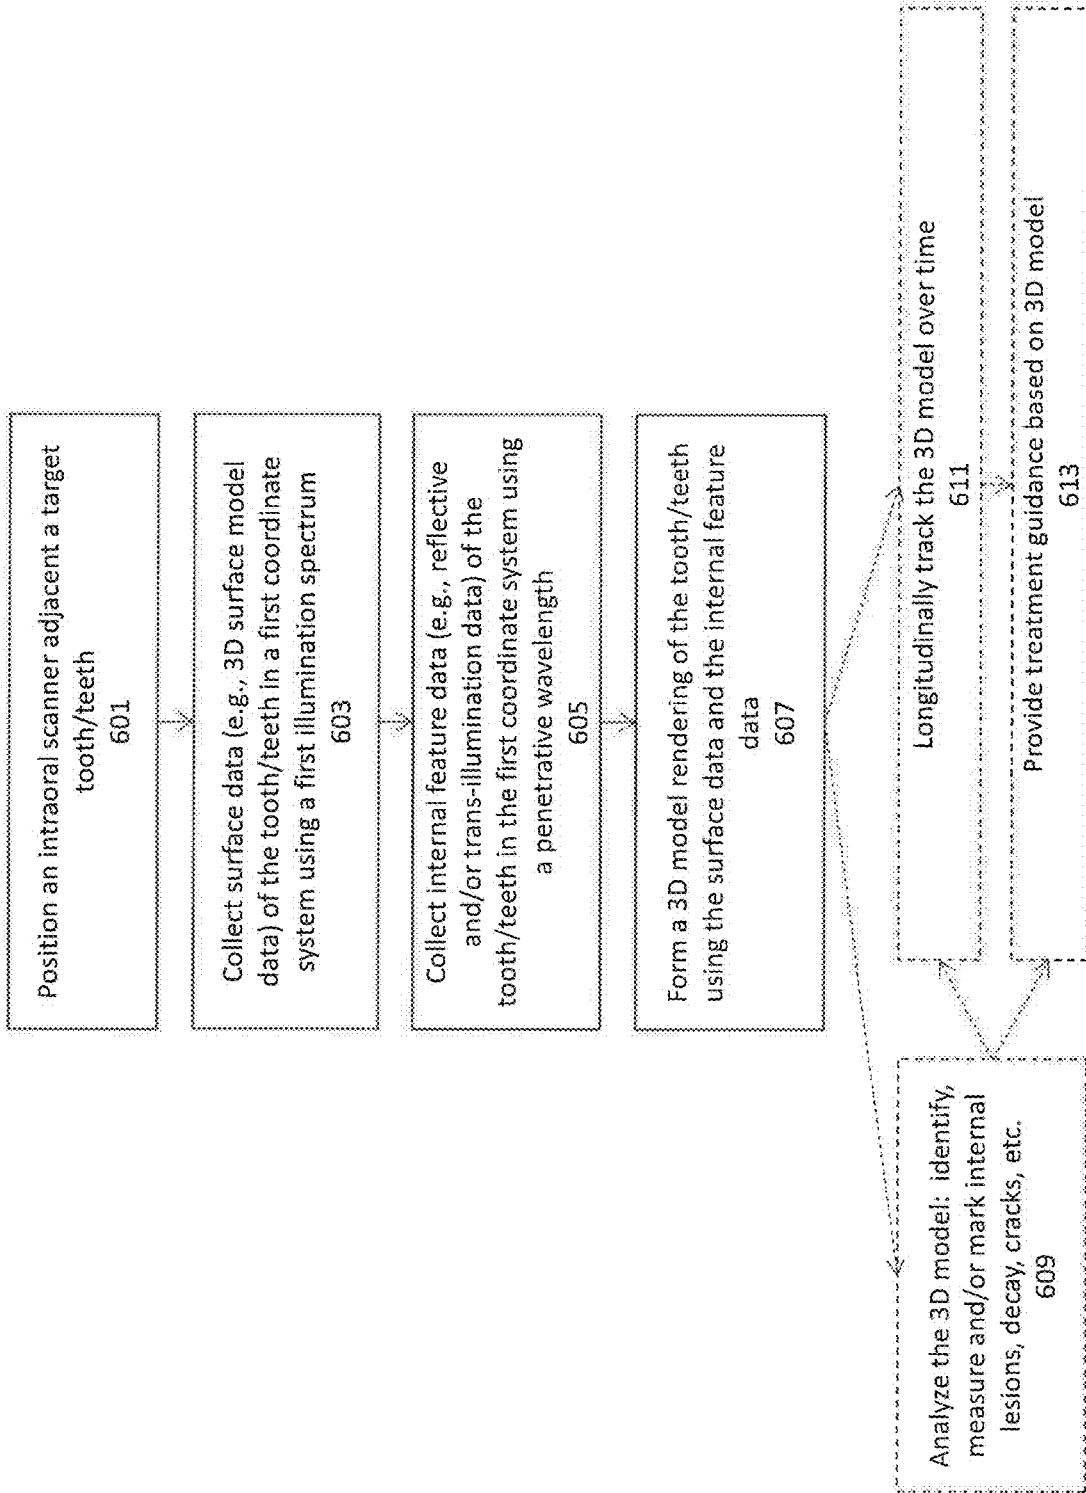 Position an intraoral scanner adjacent a target
tooth/teeth
601
Collect surface data (e.g., 3D surface model
data) of the tooth/teeth in a first coordinate
system using a first illumination spectrum
603
Collect internal feature data (e.g., reflective
and/or trans-illumination data) of the
tooth/teeth in the first coordinate system using
a penetrative wavelength
605
Form a 3D model rendering of the tooth/teeth
using the surface data and the internal feature
data
607
Analyze the 3D model: identify,
measure and/or mark internal
lesions, decay, cracks, etc.
609
Longitudinally track the 3D model over time
611
Provide treatment guidance based on 3D model
613